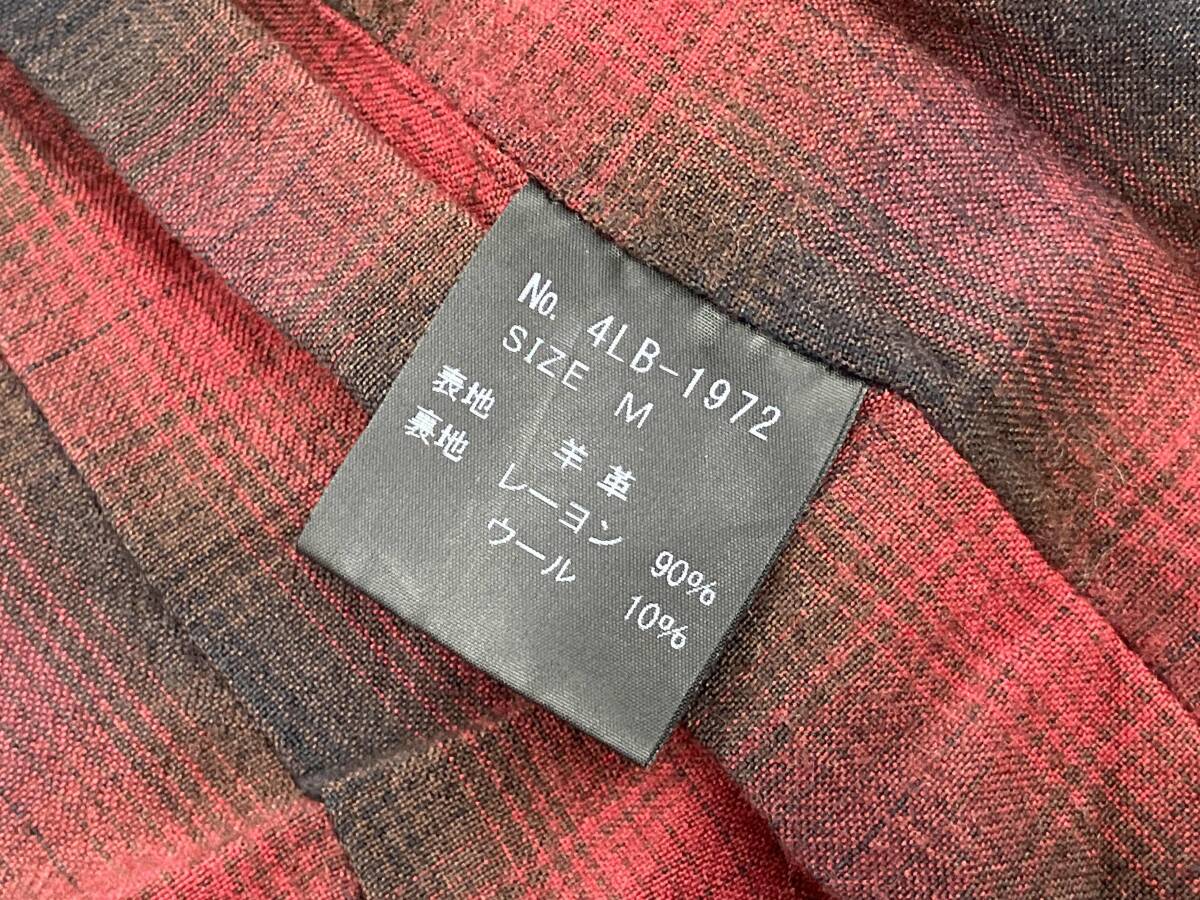 No. 4LB-1972
SIZE M
表地 羊革
裏地 レーヨン 90%
ウール 10%